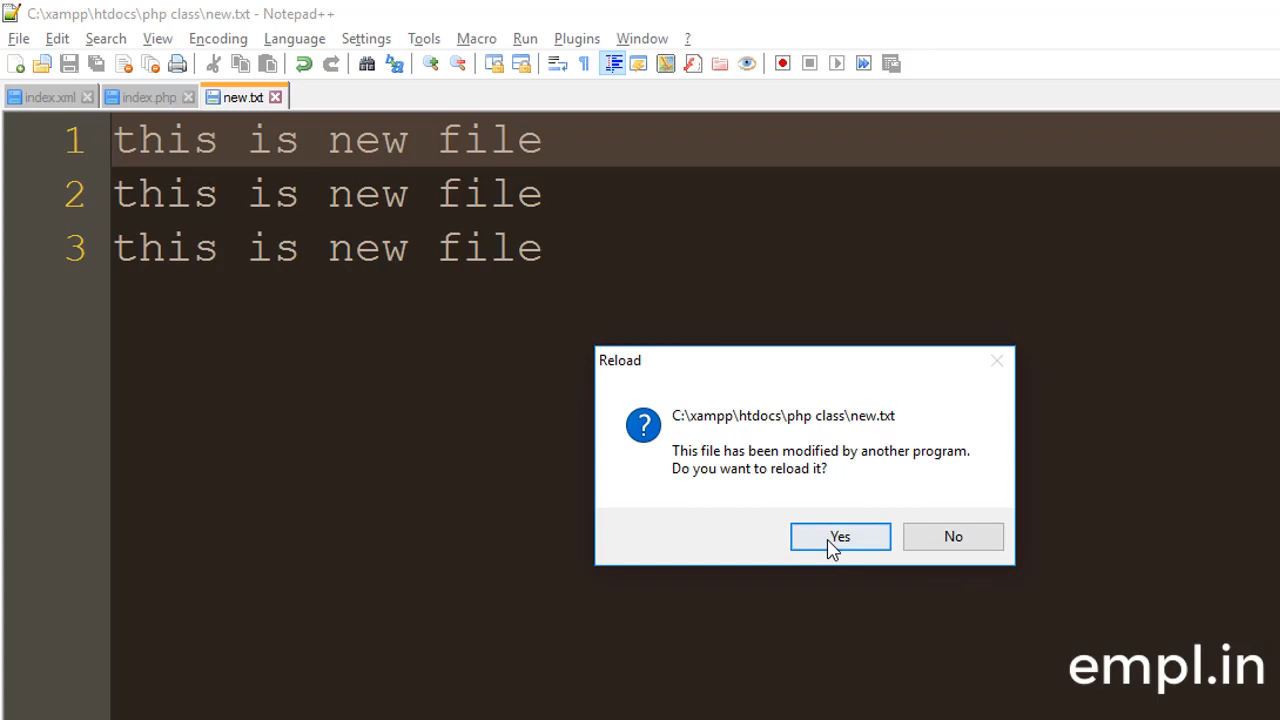 C:\xampp\htdocs\php class\new.txt - Notepad++
File Edit Search View Encoding Language Settings Tools Macro Run Plugins Window ?
index.xml index.php new.txt
1 this is new file
2 this is new file
3 this is new file
Reload
C:\xampp\htdocs\php class\new.txt
This file has been modified by another program.
Do you want to reload it?
Yes No
empl.in